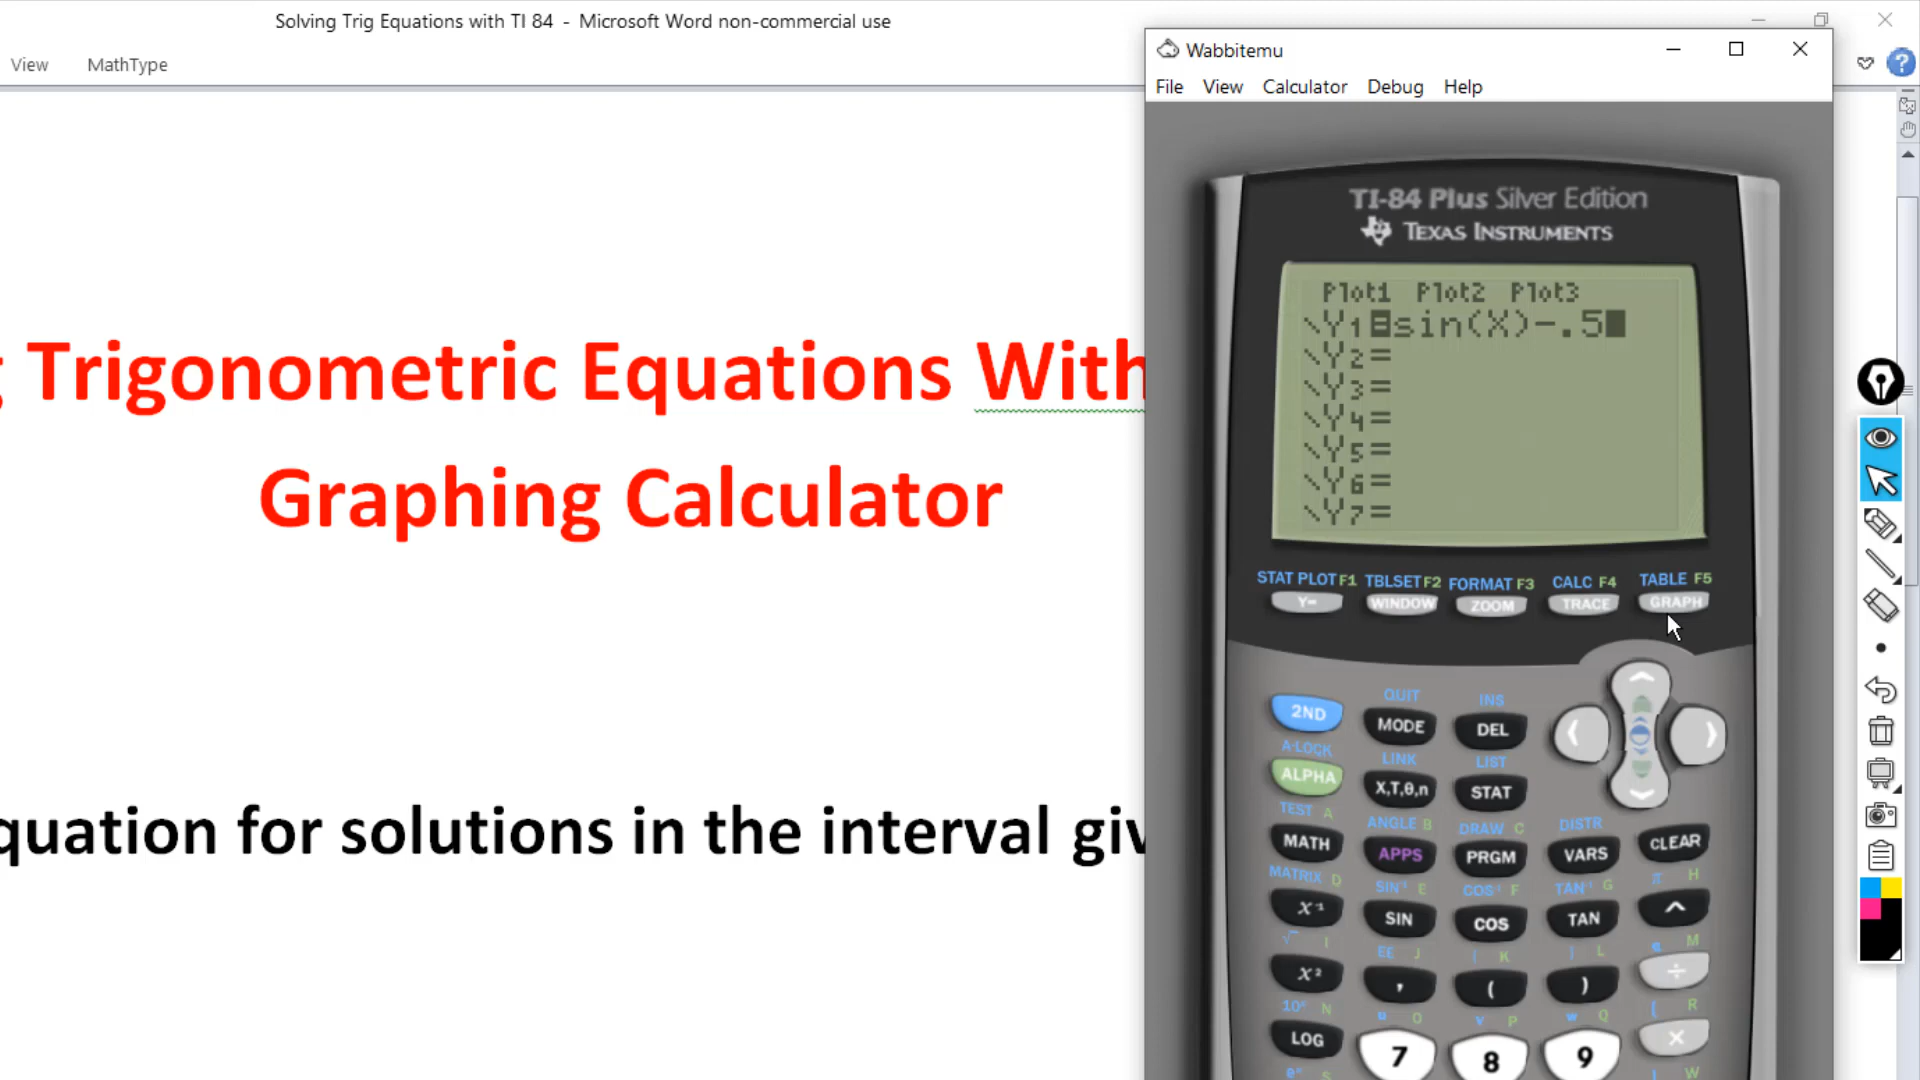 Solving Trig Equations with TI 84 - Microsoft Word non-commercial use
View MathType
Trigonometric Equations With
Graphing Calculator
quation for solutions in the interval giv
Wabbitemu
File View Calculator Debug Help
TI-84 Plus Silver Edition
TEXAS INSTRUMENTS
Plot1 Plot2 Plot3
\Y1=sin(X)-.5
\Y2=
\Y3=
\Y4=
\Y5=
\Y6=
\Y7=
STAT PLOT F1 TBLSET F2 FORMAT F3 CALC F4 TABLE F5
Y= WINDOW ZOOM TRACE GRAPH
QUIT INS
2ND MODE DEL
A-LOCK LINK LIST
ALPHA X,T,θ,n STAT
TEST A ANGLE B DRAW C DISTR
MATH APPS PRGM VARS CLEAR
MATRIX D SIN⁻¹ E COS⁻¹ F TAN⁻¹ G π H
x⁻¹ SIN COS TAN ^
√ I EE J { K } L e M
x² , ( ) ÷
10ˣ N u O v P w Q [ R
LOG 7 8 9 ×
eˣ S ] W
?